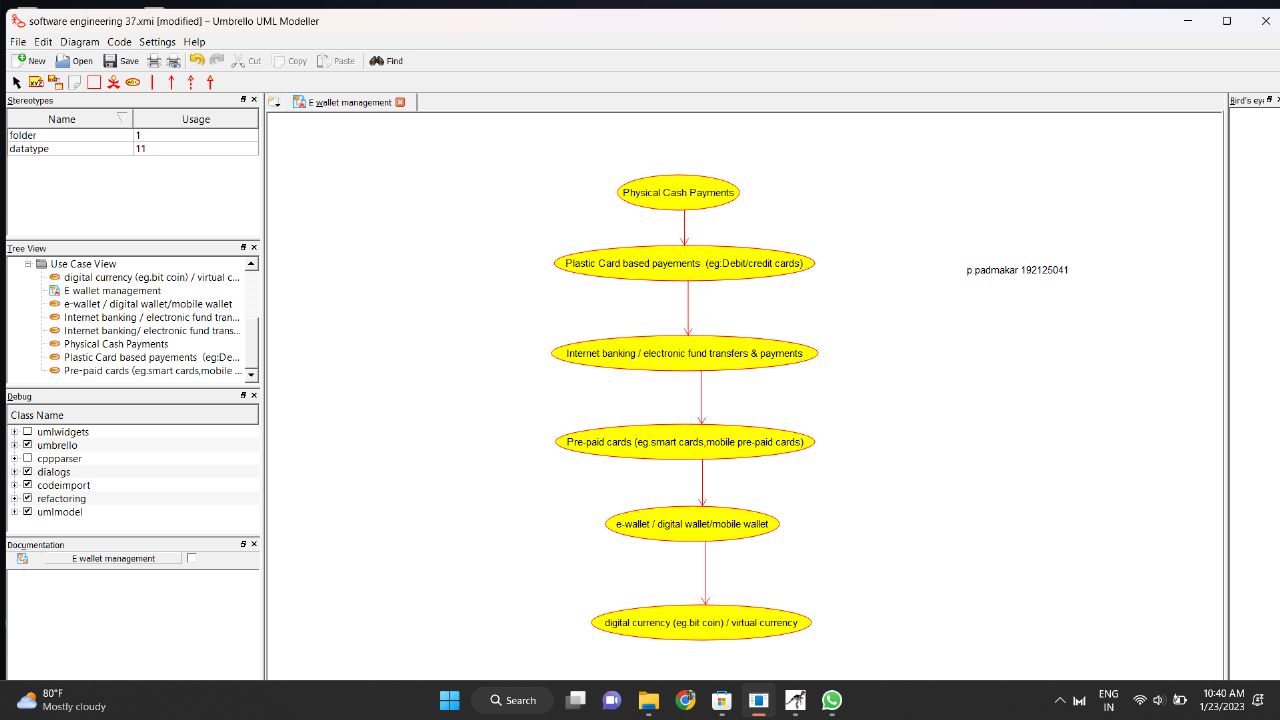 software engineering 37.xmi [modified] – Umbrello UML Modeller
File Edit Diagram Code Settings Help
New Open Save Cut Copy Paste Find
Stereotypes
Name Usage
folder 1
datatype 11
Tree View
Use Case View
digital currency (eg.bit coin) / virtual c...
E wallet management
e-wallet / digital wallet/mobile wallet
Internet banking / electronic fund tran...
Internet banking/ electronic fund trans...
Physical Cash Payments
Plastic Card based payements (eg:De...
Pre-paid cards (eg.smart cards,mobile ...
Debug
Class Name
umlwidgets
umbrello
cppparser
dialogs
codeimport
refactoring
umlmodel
Documentation
E wallet management
E wallet management
Physical Cash Payments
Plastic Card based payements (eg:Debit/credit cards)
p.padmakar 192125041
Internet banking / electronic fund transfers & payments
Pre-paid cards (eg.smart cards,mobile pre-paid cards)
e-wallet / digital wallet/mobile wallet
digital currency (eg.bit coin) / virtual currency
Bird's eye
80°F
Mostly cloudy
Search
ENG
IN
10:40 AM
1/23/2023